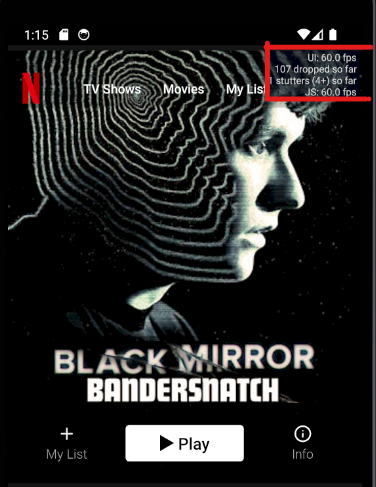 1:15
UI: 60.0 fps
107 dropped so far
1 stutters (4+) so far
JS: 60.0 fps
N
TV Shows
Movies
My List
BLACK MIRROR
BANDERSNATCH
My List
Play
Info